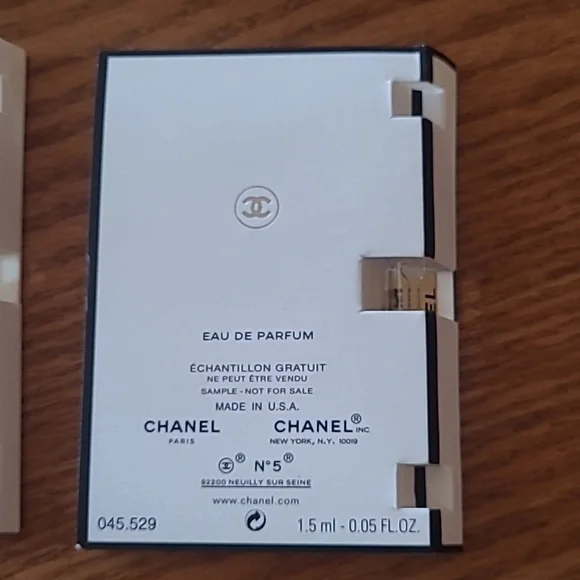 EL
EAU DE PARFUM
ÉCHANTILLON GRATUIT
NE PEUT ÊTRE VENDU
SAMPLE - NOT FOR SALE
MADE IN U.S.A.
CHANEL CHANEL® INC.
PARIS NEW YORK, N.Y. 10019
® N°5®
92200 NEUILLY SUR SEINE
www.chanel.com
045.529 1.5 ml - 0.05 FL.OZ.